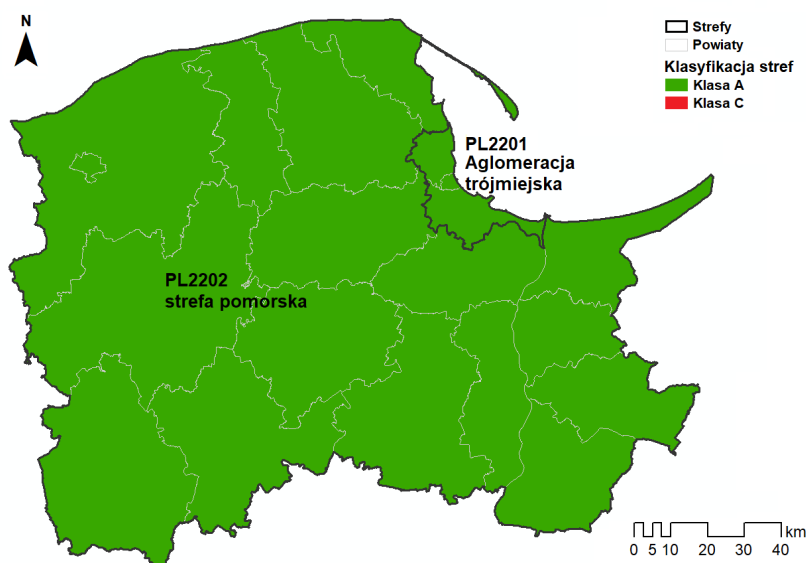 N
Strefy
Powiaty
Klasyfikacja stref
Klasa A
Klasa C
PL2201
Aglomeracja
trójmiejska
PL2202
strefa pomorska
km
0 5 10 20 30 40